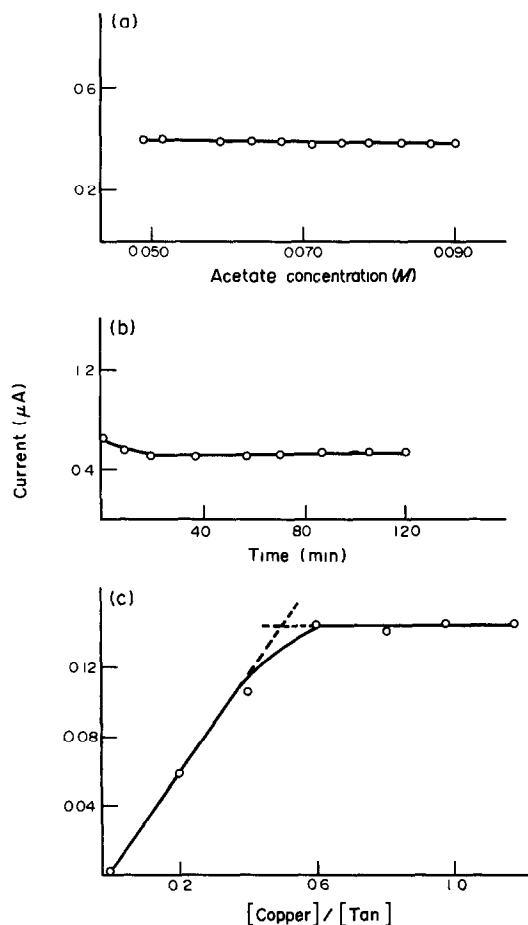 (a)
0.6
0.2
0.050 0.070 0.090
Acetate concentration (M)
(b)
1.2
0.4
40 80 120
Time (min)
Current (μA)
(c)
0.12
0.08
0.04
0.2 0.6 1.0
[Copper] / [Tan]